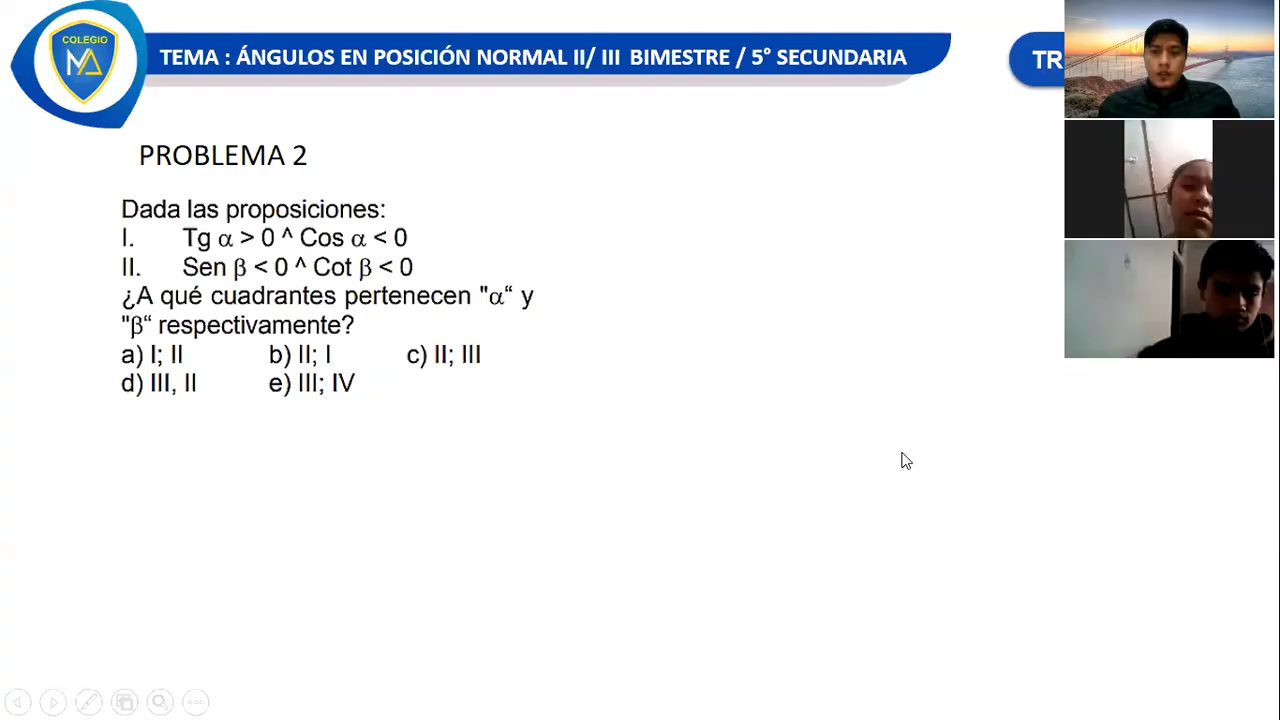 COLEGIO
MA
TEMA : ÁNGULOS EN POSICIÓN NORMAL II/ III BIMESTRE / 5° SECUNDARIA
TR
PROBLEMA 2
Dada las proposiciones:
I. Tg α > 0 ^ Cos α < 0
II. Sen β < 0 ^ Cot β < 0
¿A qué cuadrantes pertenecen "α“ y
"β“ respectivamente?
a) I; II b) II; I c) II; III
d) III, II e) III; IV